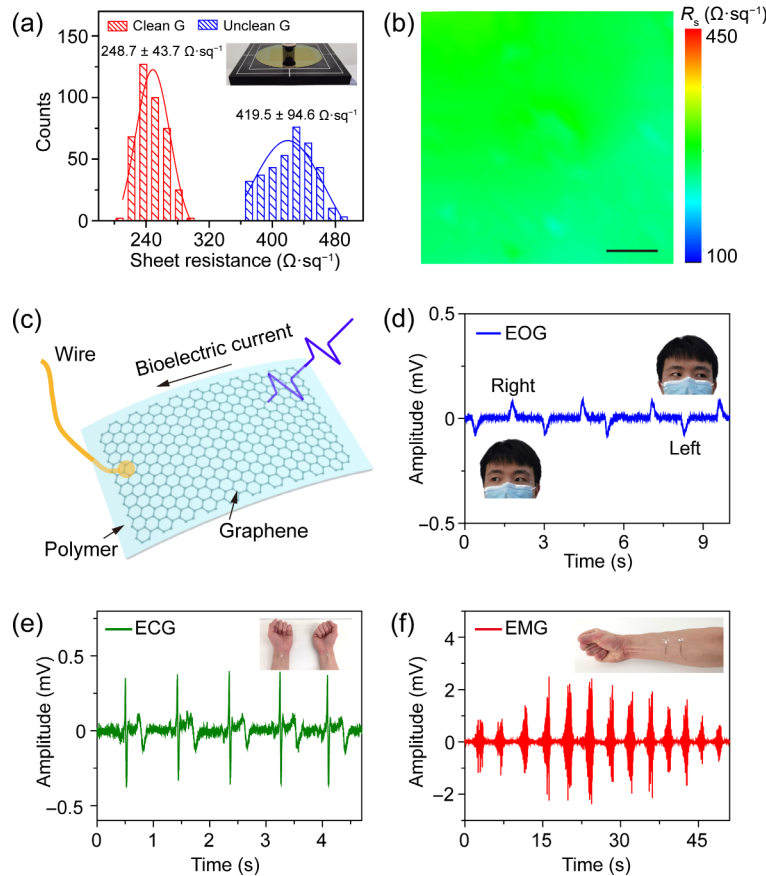 (a)
Clean G
Unclean G
248.7 ± 43.7 Ω·sq⁻¹
419.5 ± 94.6 Ω·sq⁻¹
150
100
50
0
Counts
240
320
400
480
Sheet resistance (Ω·sq⁻¹)
(b)
Rₛ (Ω·sq⁻¹)
450
100
(c)
Wire
Bioelectric current
Polymer
Graphene
(d)
EOG
Right
Left
0.5
0
−0.5
Amplitude (mV)
0
3
6
9
Time (s)
(e)
ECG
0.5
0
−0.5
Amplitude (mV)
0
1
2
3
4
Time (s)
(f)
EMG
4
2
0
−2
Amplitude (mV)
0
15
30
45
Time (s)